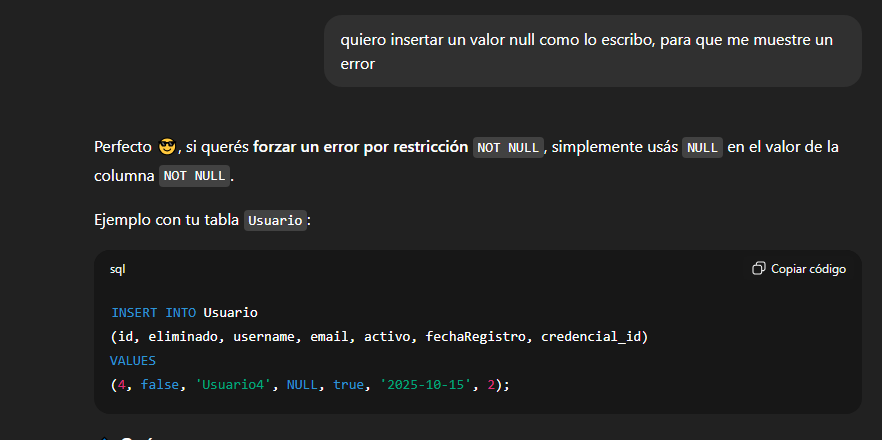 quiero insertar un valor null como lo escribo, para que me muestre un
error
Perfecto 😎, si querés forzar un error por restricción NOT NULL, simplemente usás NULL en el valor de la
columna NOT NULL.
Ejemplo con tu tabla Usuario:
sql
Copiar código
INSERT INTO Usuario
(id, eliminado, username, email, activo, fechaRegistro, credencial_id)
VALUES
(4, false, 'Usuario4', NULL, true, '2025-10-15', 2);